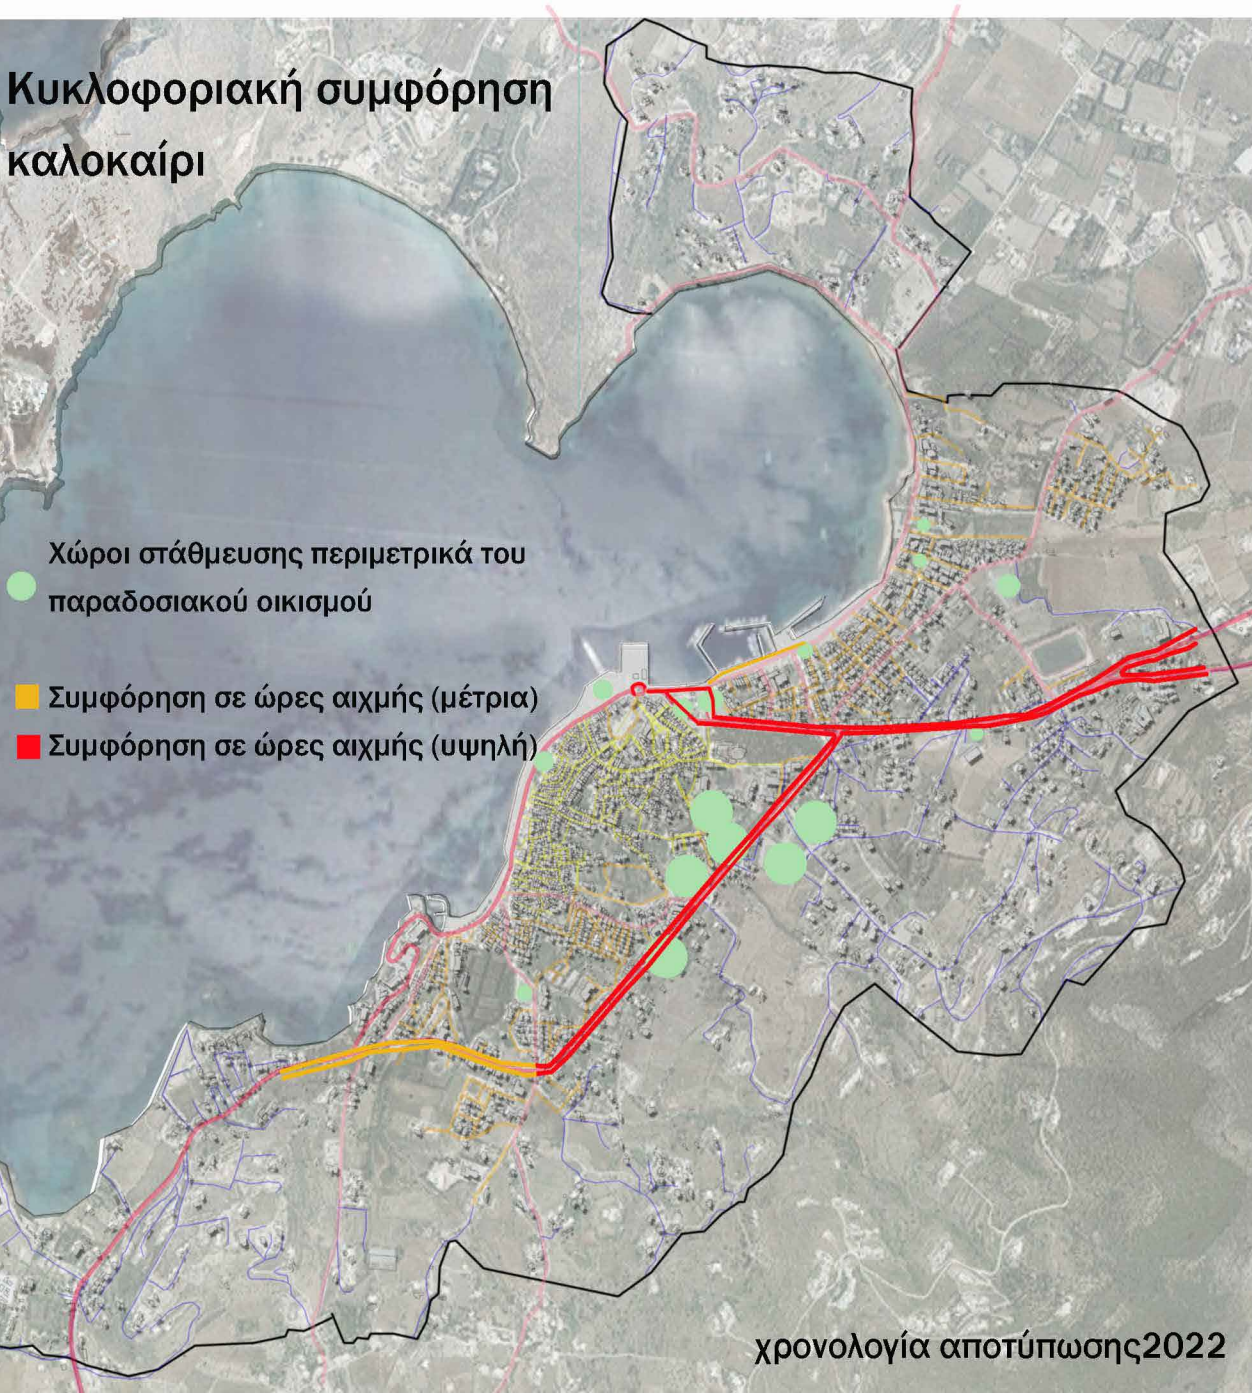 Κυκλοφοριακή συμφόρηση
καλοκαίρι
Χώροι στάθμευσης περιμετρικά του
παραδοσιακού οικισμού
Συμφόρηση σε ώρες αιχμής (μέτρια)
Συμφόρηση σε ώρες αιχμής (υψηλή)
χρονολογία αποτύπωσης2022